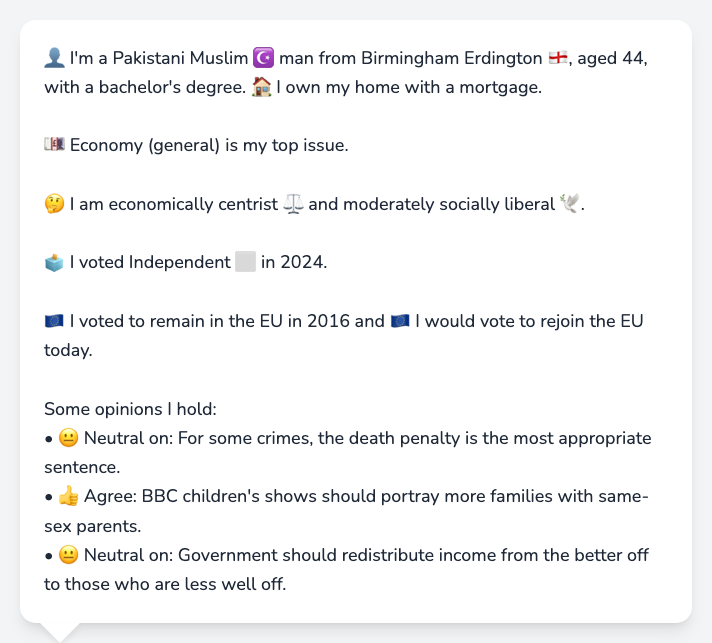 👤 I'm a Pakistani Muslim ☪️ man from Birmingham Erdington 🏴󠁧󠁢󠁥󠁮󠁧󠁿, aged 44,
with a bachelor's degree. 🏠 I own my home with a mortgage.
💷 Economy (general) is my top issue.
🤔 I am economically centrist ⚖️ and moderately socially liberal 🕊️.
🗳️ I voted Independent ⬜ in 2024.
🇪🇺 I voted to remain in the EU in 2016 and 🇪🇺 I would vote to rejoin the EU
today.
Some opinions I hold:
• 😐 Neutral on: For some crimes, the death penalty is the most appropriate
sentence.
• 👍 Agree: BBC children's shows should portray more families with same-
sex parents.
• 😐 Neutral on: Government should redistribute income from the better off
to those who are less well off.